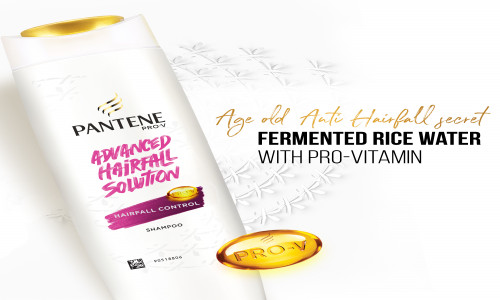 PANTENE
PRO-V
ADVANCED
HAIRFALL
SOLUTION
HAIRFALL CONTROL
SHAMPOO
90518806
Age old Anti Hairfall secret
FERMENTED RICE WATER
WITH PRO-VITAMIN
PRO-V